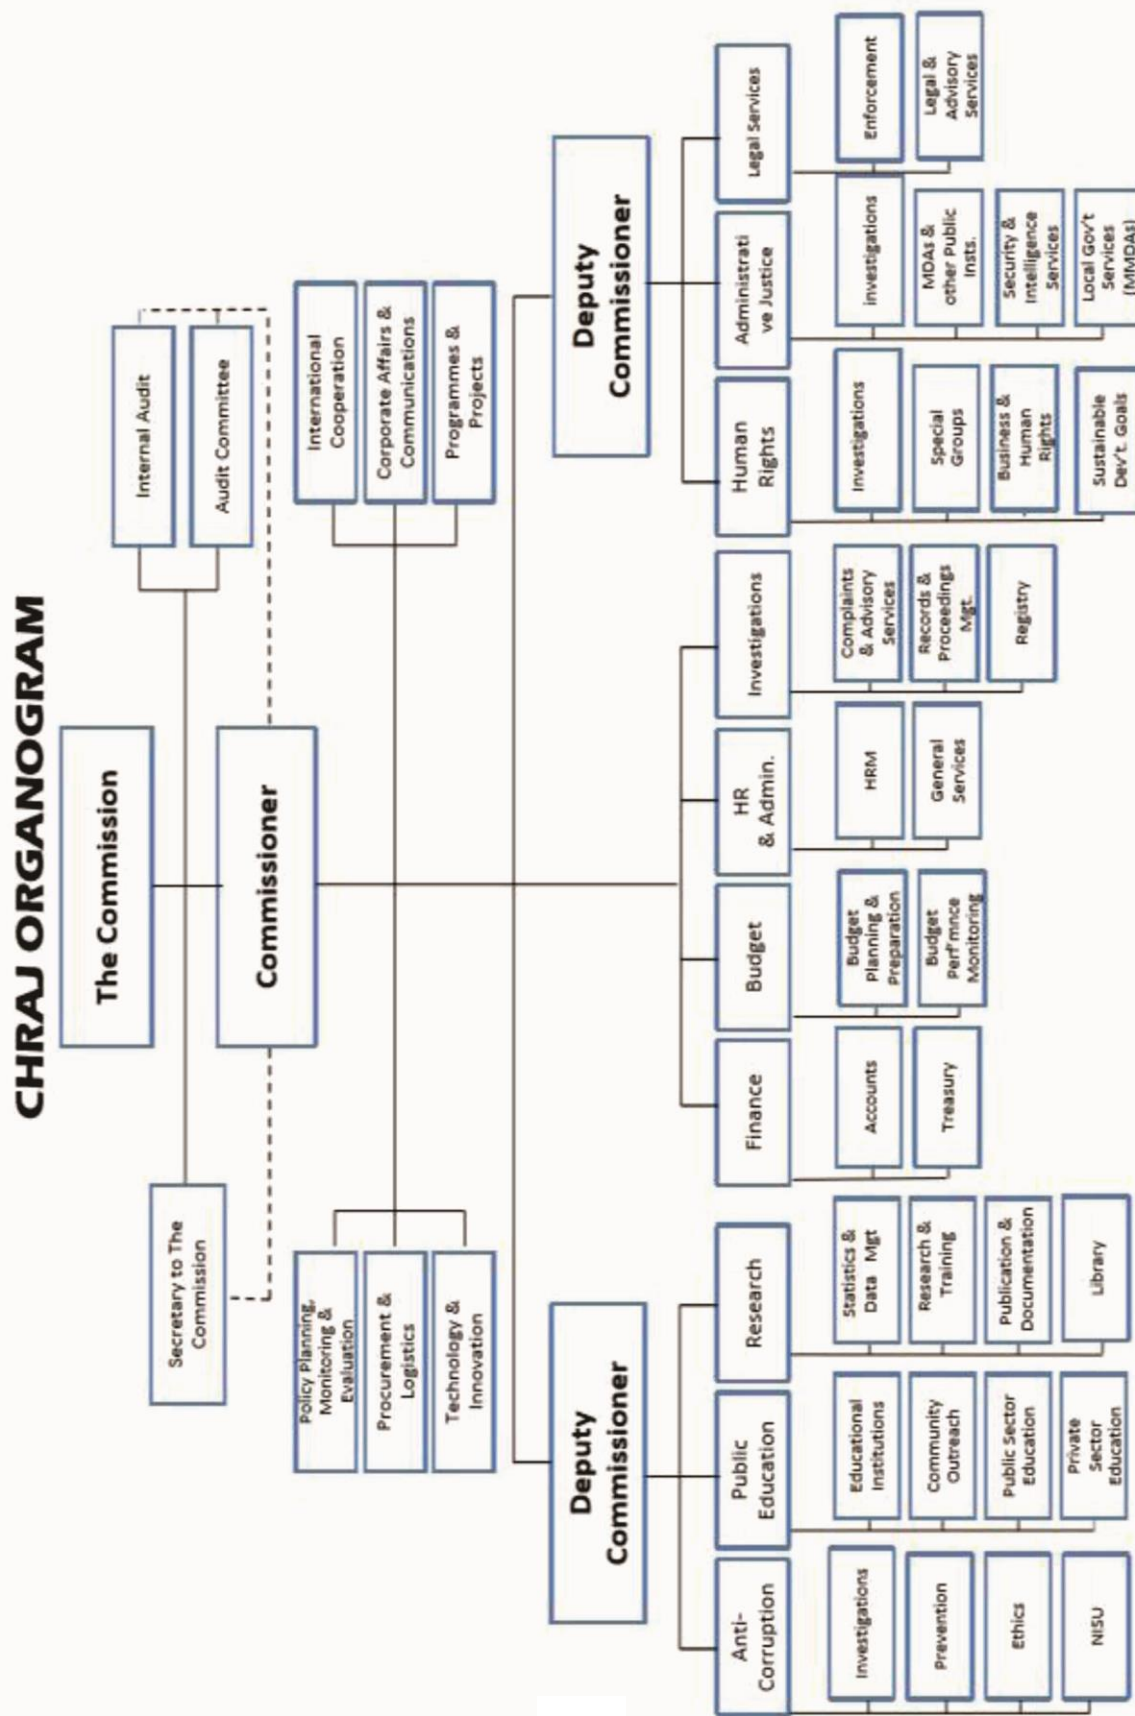 CHRAJ ORGANOGRAM
The Commission
Secretary to The
Commission
Internal Audit
Audit Committee
Commissioner
Policy Planning,
Monitoring &
Evaluation
Procurement &
Logistics
Technology &
Innovation
International
Cooperation
Corporate Affairs &
Communications
Programmes &
Projects
Deputy
Commissioner
Deputy
Commissioner
Anti-
Corruption
Public
Education
Research
Finance
Budget
HR
& Admin.
Investigations
Human
Rights
Administrati
ve Justice
Legal Services
Investigations
Prevention
Ethics
NISU
Educational
Institutions
Community
Outreach
Public Sector
Education
Private
Sector
Education
Statistics &
Data Mgt
Research &
Training
Publication &
Documentation
Library
Accounts
Treasury
Budget
Planning &
Preparation
Budget
Perf'mnce
Monitoring
HRM
General
Services
Complaints
& Advisory
Services
Records &
Proceedings
Mgt.
Registry
Investigations
Special
Groups
Business &
Human
Rights
Sustainable
Dev't. Goals
investigations
MDAs &
other Public
Insts.
Security &
Intelligence
Services
Local Gov't
Services
(MMDAs)
Enforcement
Legal &
Advisory
Services